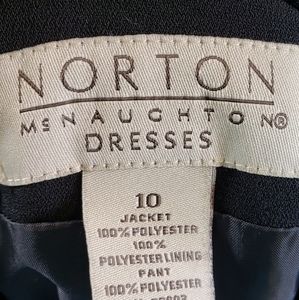 NORTON
McNAUGHTON®
DRESSES
10
JACKET
100% POLYESTER
100%
POLYESTER LINING
PANT
100% POLYESTER